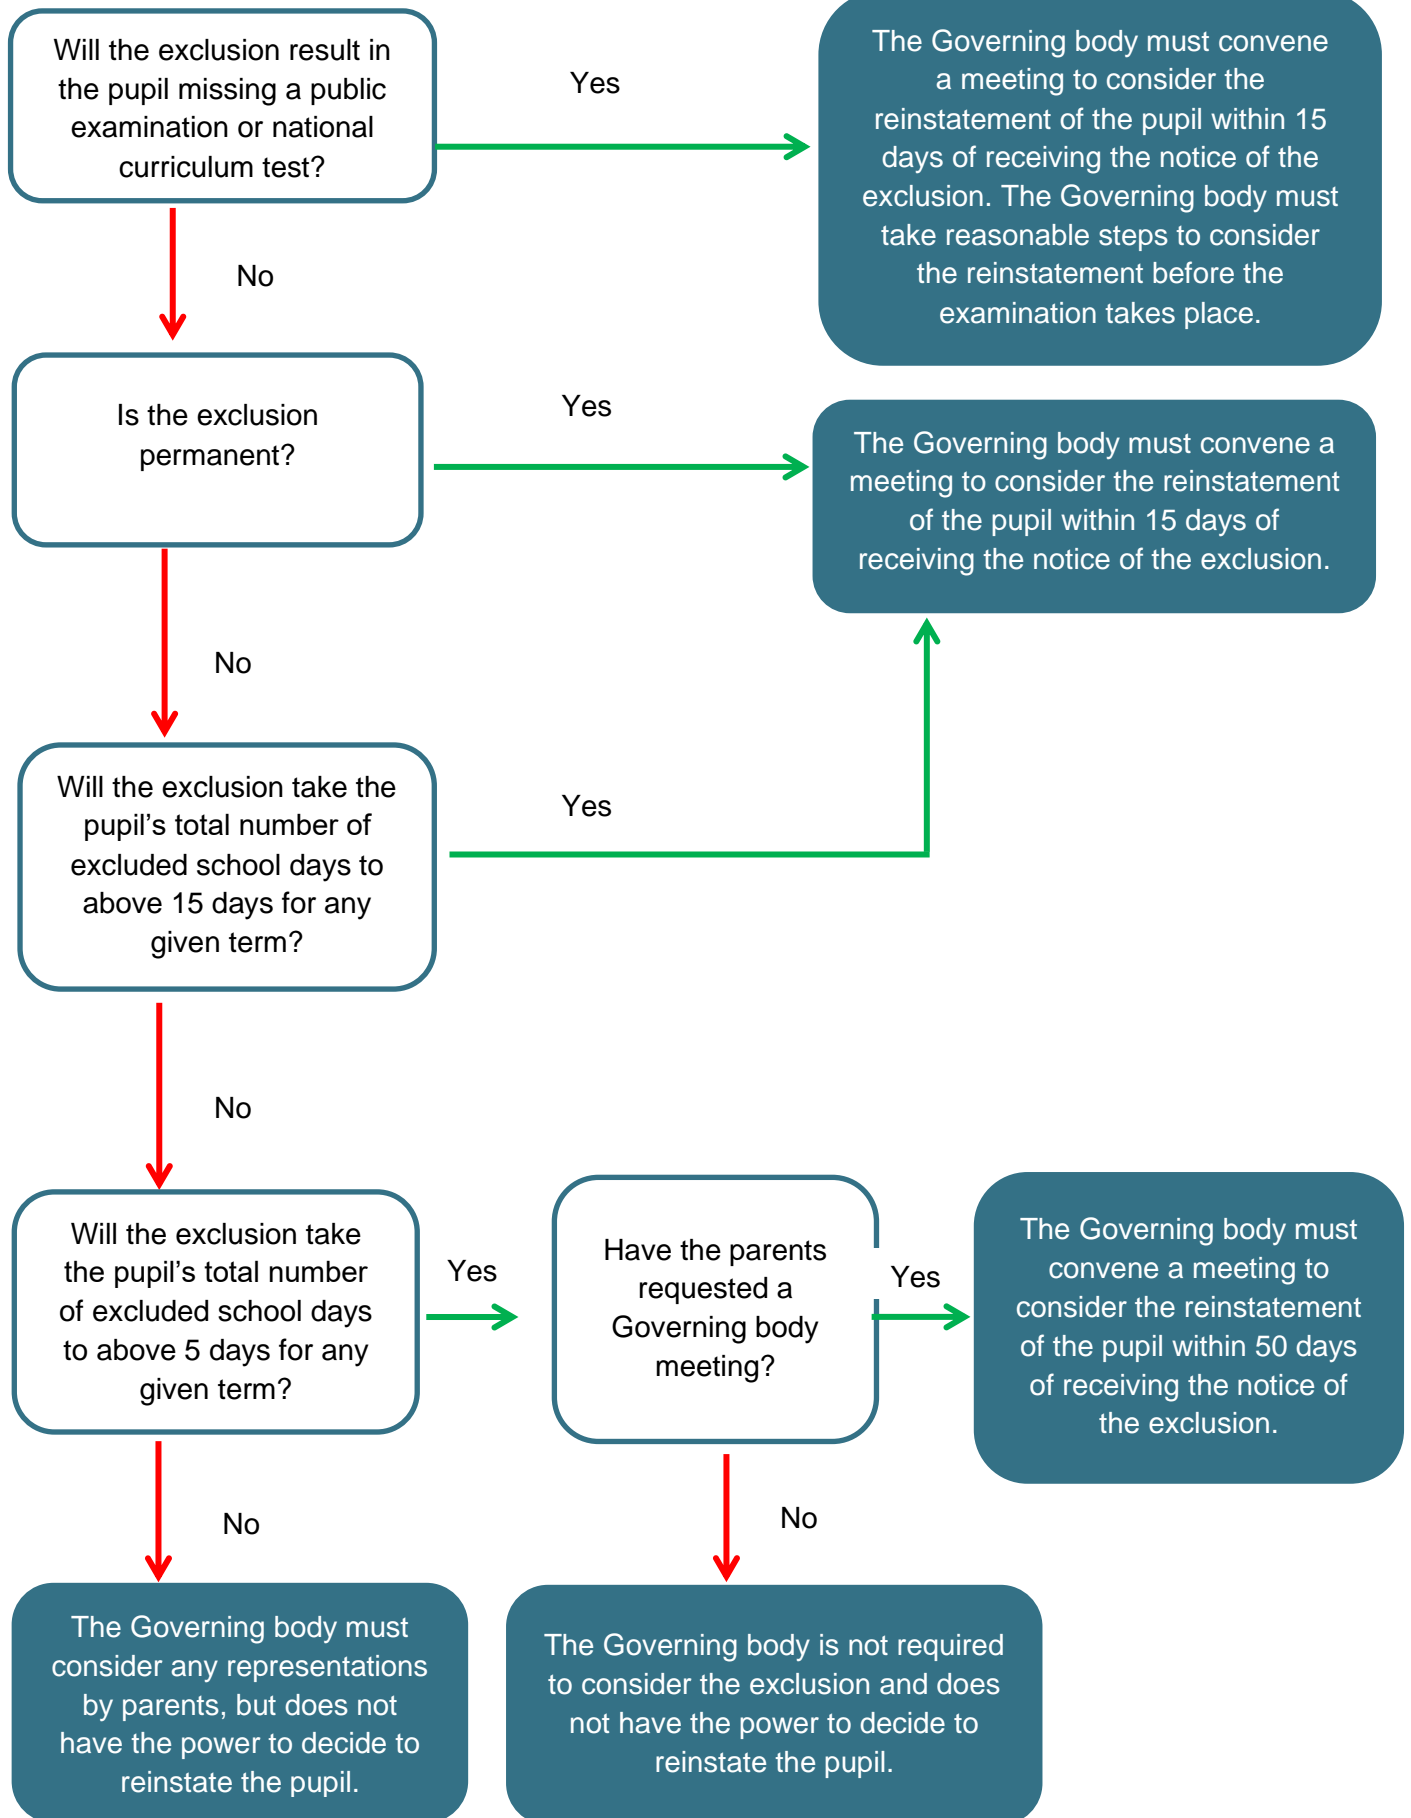 Will the exclusion result in
the pupil missing a public
examination or national
curriculum test?
Yes
The Governing body must convene
a meeting to consider the
reinstatement of the pupil within 15
days of receiving the notice of the
exclusion. The Governing body must
take reasonable steps to consider
the reinstatement before the
examination takes place.
No
Is the exclusion
permanent?
Yes
The Governing body must convene a
meeting to consider the reinstatement
of the pupil within 15 days of
receiving the notice of the exclusion.
No
Will the exclusion take the
pupil’s total number of
excluded school days to
above 15 days for any
given term?
Yes
No
Will the exclusion take
the pupil’s total number
of excluded school days
to above 5 days for any
given term?
Yes
Have the parents
requested a
Governing body
meeting?
Yes
The Governing body must
convene a meeting to
consider the reinstatement
of the pupil within 50 days
of receiving the notice of
the exclusion.
No
No
The Governing body must
consider any representations
by parents, but does not
have the power to decide to
reinstate the pupil.
The Governing body is not required
to consider the exclusion and does
not have the power to decide to
reinstate the pupil.